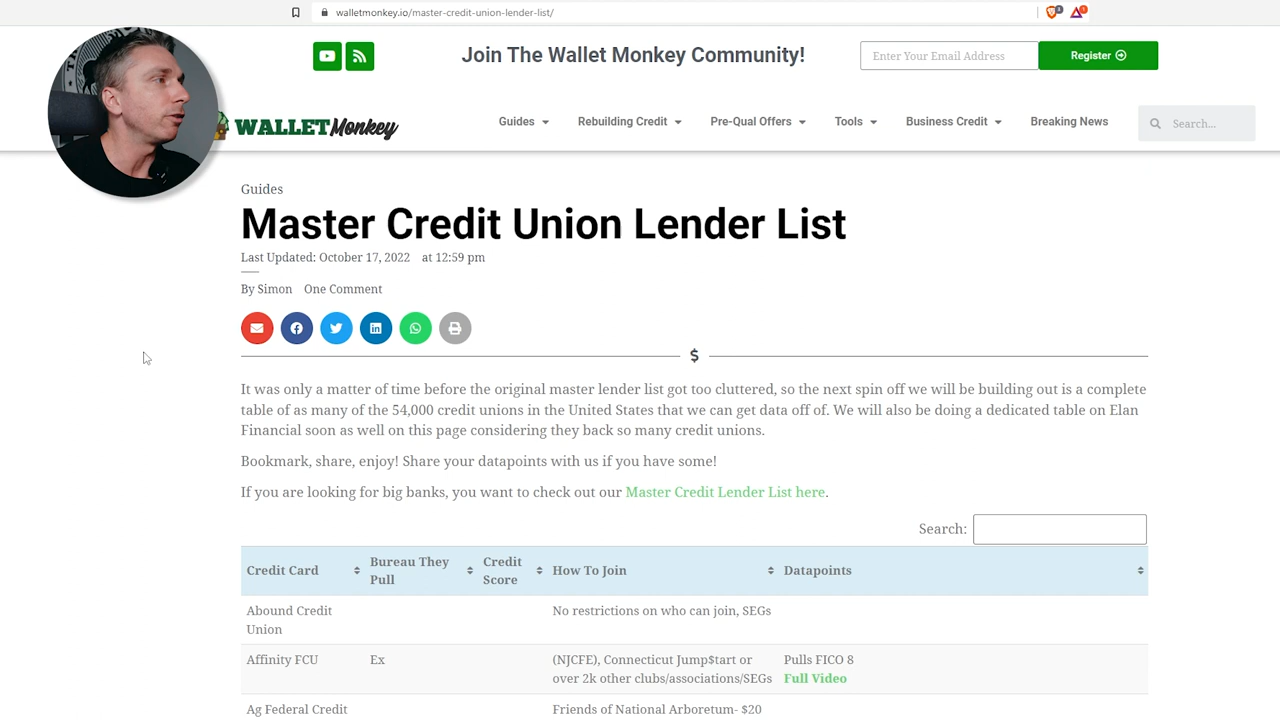 walletmonkey.io/master-credit-union-lender-list/
Join The Wallet Monkey Community!
Enter Your Email Address
Register
WALLETMonkey
Guides
Rebuilding Credit
Pre-Qual Offers
Tools
Business Credit
Breaking News
Search...
Guides
Master Credit Union Lender List
Last Updated: October 17, 2022 at 12:59 pm
By Simon One Comment
$
It was only a matter of time before the original master lender list got too cluttered, so the next spin off we will be building out is a complete
table of as many of the 54,000 credit unions in the United States that we can get data off of. We will also be doing a dedicated table on Elan
Financial soon as well on this page considering they back so many credit unions.
Bookmark, share, enjoy! Share your datapoints with us if you have some!
If you are looking for big banks, you want to check out our Master Credit Lender List here.
Search:
Credit Card
Bureau They
Pull
Credit
Score
How To Join
Datapoints
Abound Credit
Union
No restrictions on who can join, SEGs
Affinity FCU
Ex
(NJCFE), Connecticut Jump$tart or
over 2k other clubs/associations/SEGs
Pulls FICO 8
Full Video
Ag Federal Credit
Friends of National Arboretum- $20